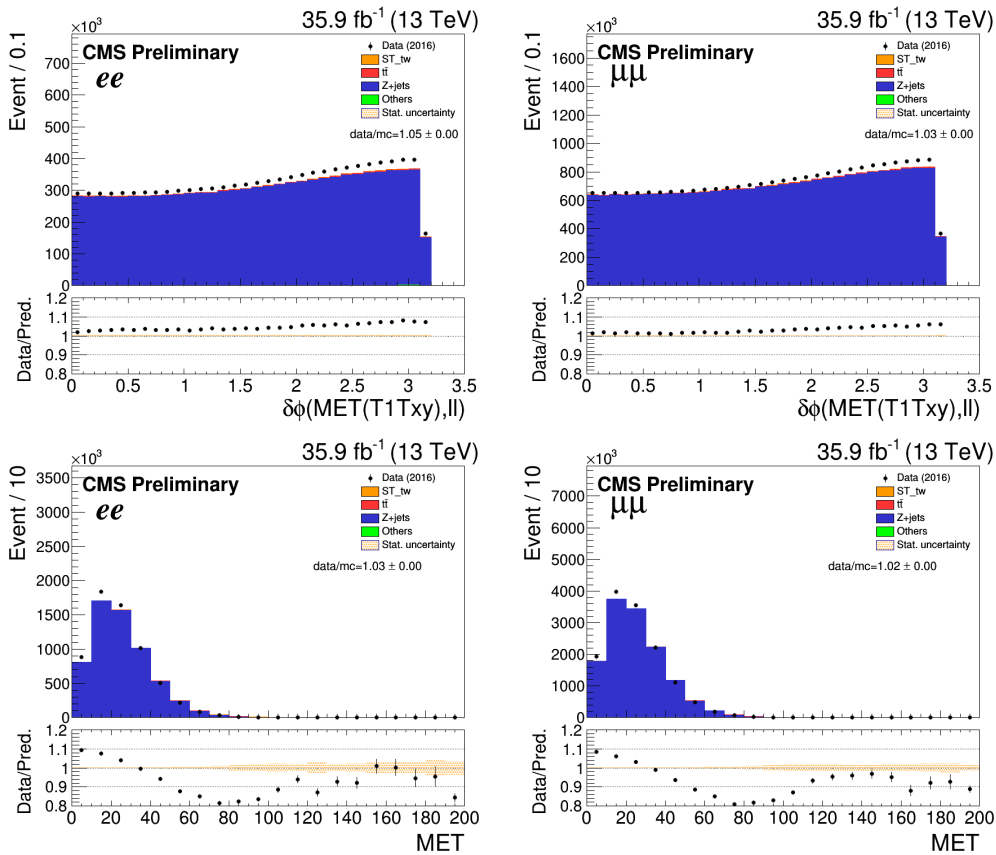 35.9 fb⁻¹ (13 TeV)
×10³
CMS Preliminary
ee
Data (2016)
ST_tw
tt̄
Z+jets
Others
Stat. uncertainty
data/mc=1.05 ± 0.00
Event / 0.1
700
600
500
400
300
200
100
0
Data/Pred.
1.2
1.1
1
0.9
0.8
0 0.5 1 1.5 2 2.5 3 3.5
δϕ(MET(T1Txy),ll)
35.9 fb⁻¹ (13 TeV)
×10³
CMS Preliminary
μμ
Data (2016)
ST_tw
tt̄
Z+jets
Others
Stat. uncertainty
data/mc=1.03 ± 0.00
Event / 0.1
1600
1400
1200
1000
800
600
400
200
0
Data/Pred.
1.2
1.1
1
0.9
0.8
0 0.5 1 1.5 2 2.5 3 3.5
δϕ(MET(T1Txy),ll)
35.9 fb⁻¹ (13 TeV)
×10³
CMS Preliminary
ee
Data (2016)
ST_tw
tt̄
Z+jets
Others
Stat. uncertainty
data/mc=1.03 ± 0.00
Event / 10
3500
3000
2500
2000
1500
1000
500
0
Data/Pred.
1.2
1.1
1
0.9
0.8
0 20 40 60 80 100 120 140 160 180 200
MET
35.9 fb⁻¹ (13 TeV)
×10³
CMS Preliminary
μμ
Data (2016)
ST_tw
tt̄
Z+jets
Others
Stat. uncertainty
data/mc=1.02 ± 0.00
Event / 10
7000
6000
5000
4000
3000
2000
1000
0
Data/Pred.
1.2
1.1
1
0.9
0.8
0 20 40 60 80 100 120 140 160 180 200
MET